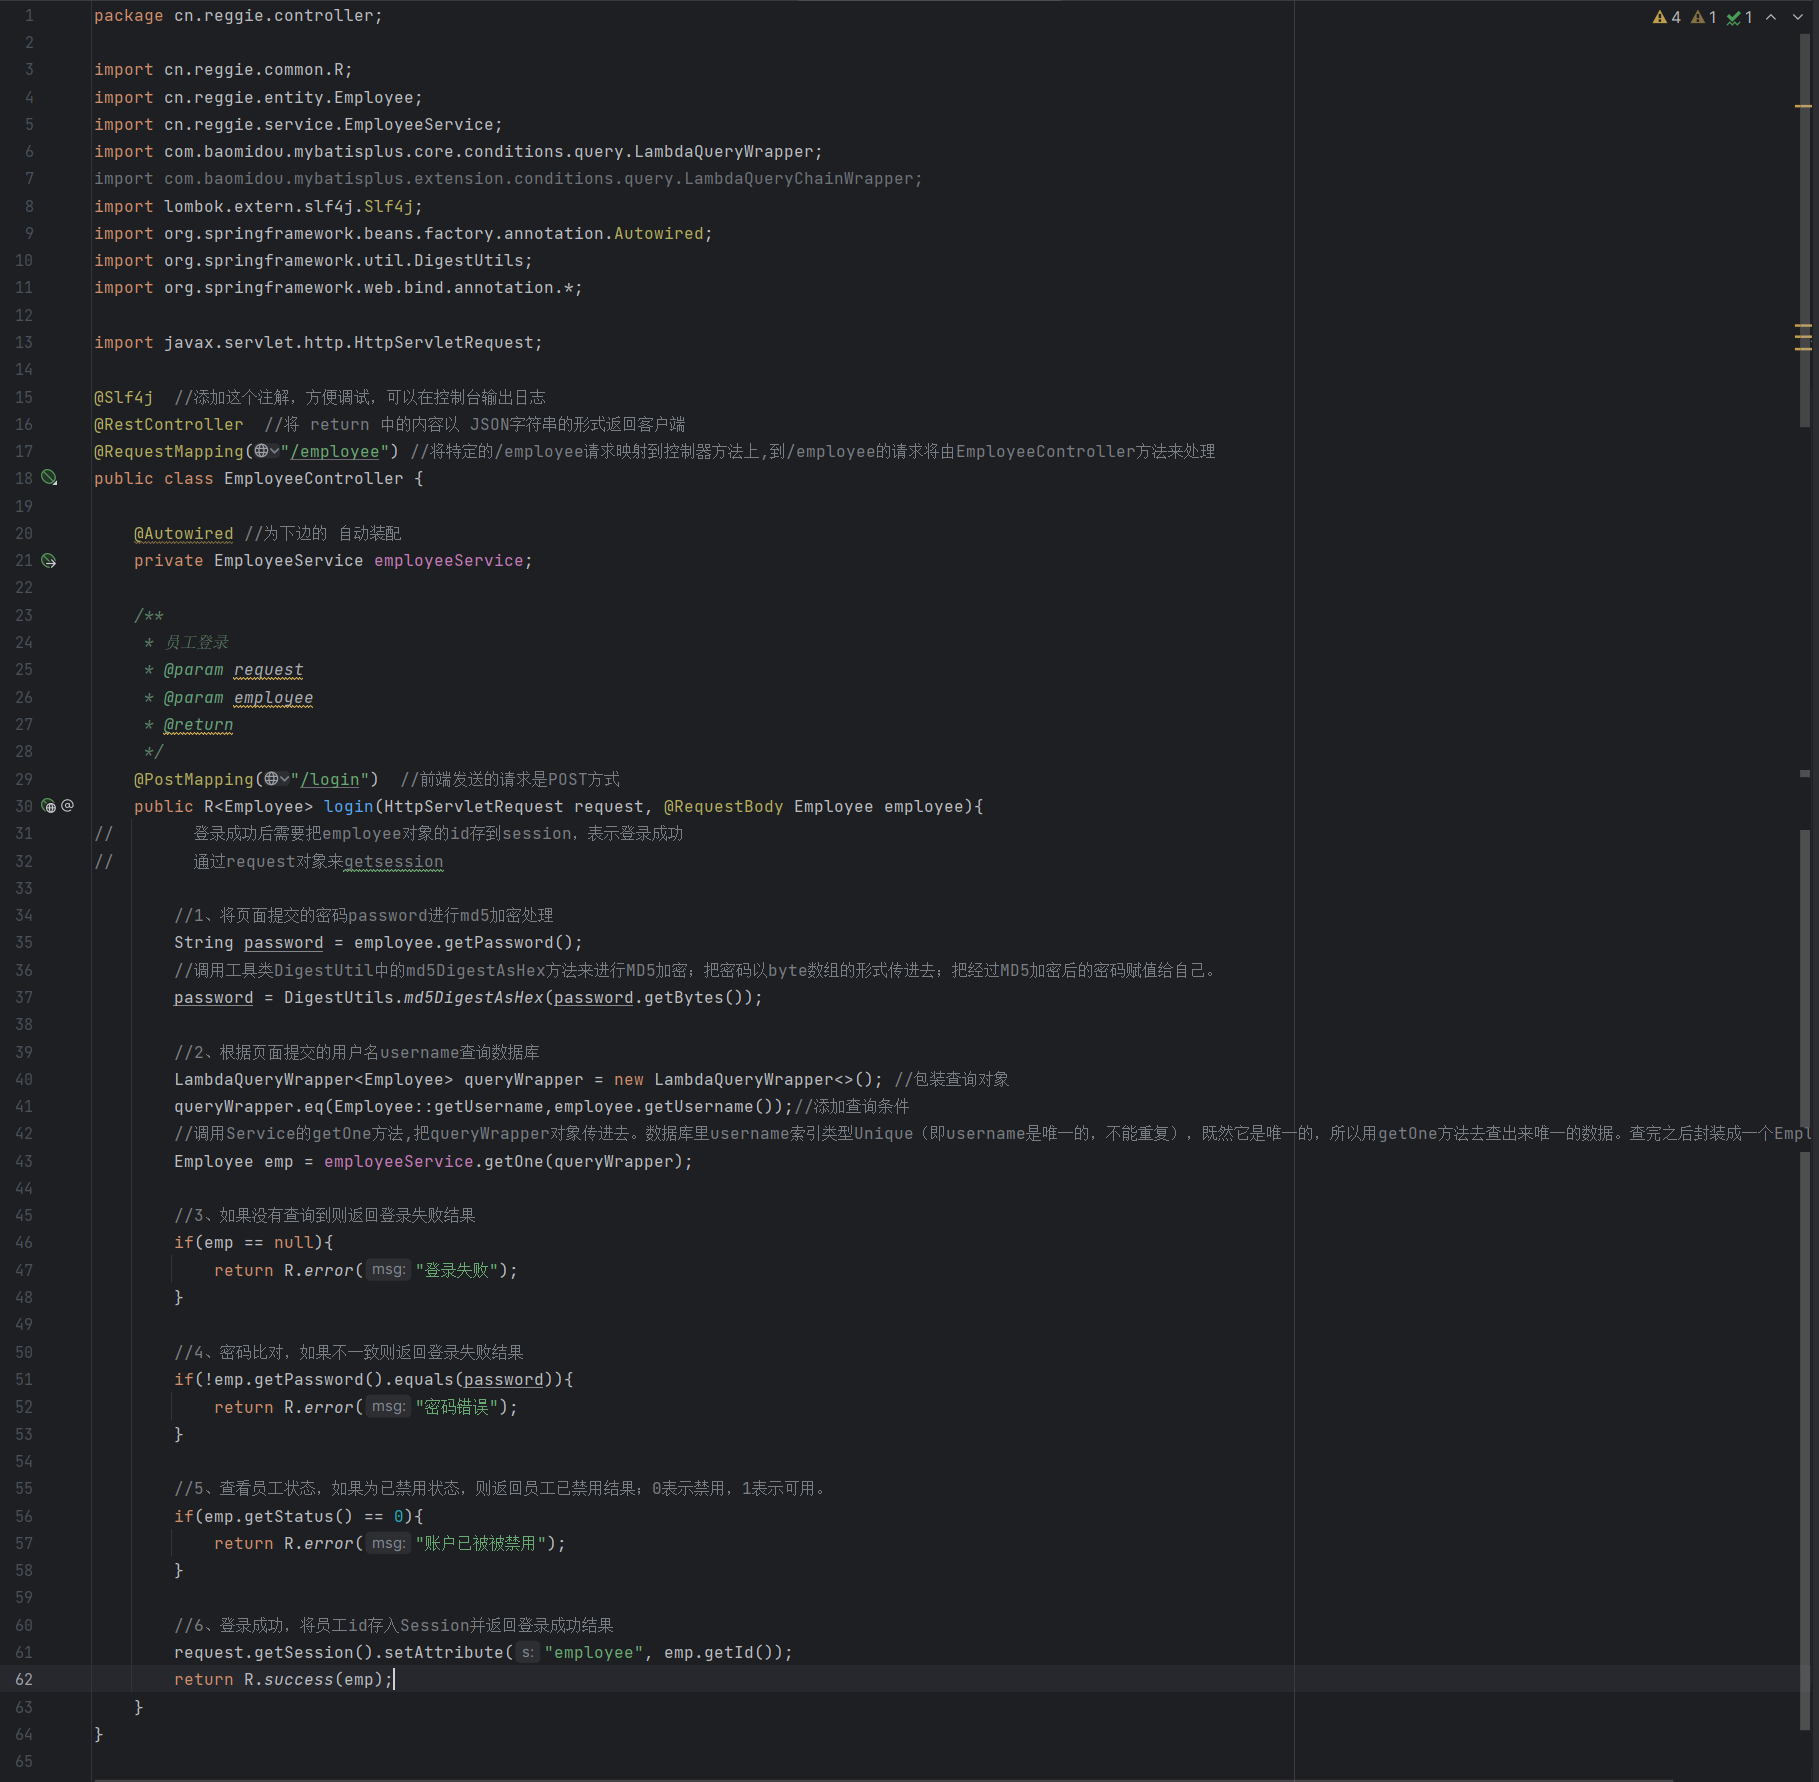 ⚠4 ⚠1 ✓1
1 package cn.reggie.controller;
2
3 import cn.reggie.common.R;
4 import cn.reggie.entity.Employee;
5 import cn.reggie.service.EmployeeService;
6 import com.baomidou.mybatisplus.core.conditions.query.LambdaQueryWrapper;
7 import com.baomidou.mybatisplus.extension.conditions.query.LambdaQueryChainWrapper;
8 import lombok.extern.slf4j.Slf4j;
9 import org.springframework.beans.factory.annotation.Autowired;
10 import org.springframework.util.DigestUtils;
11 import org.springframework.web.bind.annotation.*;
12
13 import javax.servlet.http.HttpServletRequest;
14
15 @Slf4j  //添加这个注解，方便调试，可以在控制台输出日志
16 @RestController  //将 return 中的内容以 JSON字符串的形式返回客户端
17 @RequestMapping("/employee") //将特定的/employee请求映射到控制器方法上,到/employee的请求将由EmployeeController方法来处理
18 public class EmployeeController {
19
20     @Autowired //为下边的 自动装配
21     private EmployeeService employeeService;
22
23     /**
24      * 员工登录
25      * @param request
26      * @param employee
27      * @return
28      */
29     @PostMapping("/login")  //前端发送的请求是POST方式
30 @     public R<Employee> login(HttpServletRequest request, @RequestBody Employee employee){
31 //        登录成功后需要把employee对象的id存到session，表示登录成功
32 //        通过request对象来getsession
33
34         //1、将页面提交的密码password进行md5加密处理
35         String password = employee.getPassword();
36         //调用工具类DigestUtil中的md5DigestAsHex方法来进行MD5加密；把密码以byte数组的形式传进去；把经过MD5加密后的密码赋值给自己。
37         password = DigestUtils.md5DigestAsHex(password.getBytes());
38
39         //2、根据页面提交的用户名username查询数据库
40         LambdaQueryWrapper<Employee> queryWrapper = new LambdaQueryWrapper<>(); //包装查询对象
41         queryWrapper.eq(Employee::getUsername,employee.getUsername());//添加查询条件
42         //调用Service的getOne方法,把queryWrapper对象传进去。数据库里username索引类型Unique（即username是唯一的，不能重复），既然它是唯一的，所以用getOne方法去查出来唯一的数据。查完之后封装成一个Empl
43         Employee emp = employeeService.getOne(queryWrapper);
44
45         //3、如果没有查询到则返回登录失败结果
46         if(emp == null){
47             return R.error( msg: "登录失败");
48         }
49
50         //4、密码比对，如果不一致则返回登录失败结果
51         if(!emp.getPassword().equals(password)){
52             return R.error( msg: "密码错误");
53         }
54
55         //5、查看员工状态，如果为已禁用状态，则返回员工已禁用结果；0表示禁用，1表示可用。
56         if(emp.getStatus() == 0){
57             return R.error( msg: "账户已被被禁用");
58         }
59
60         //6、登录成功，将员工id存入Session并返回登录成功结果
61         request.getSession().setAttribute( s: "employee", emp.getId());
62         return R.success(emp);
63     }
64 }
65